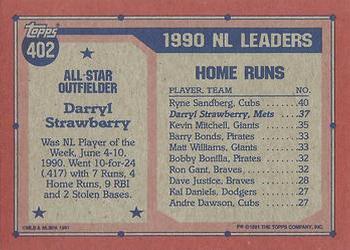 Topps
402
ALL-STAR
OUTFIELDER
Darryl
Strawberry
Was NL Player of the
Week, June 4-10,
1990. Went 10-for-24
(.417) with 7 Runs, 4
Home Runs, 9 RBI
and 2 Stolen Bases.
©MLB & MLBPA 1991
1990 NL LEADERS
HOME RUNS
PLAYER, TEAM NO.
Ryne Sandberg, Cubs 40
Darryl Strawberry, Mets 37
Kevin Mitchell, Giants 35
Barry Bonds, Pirates 33
Matt Williams, Giants 33
Bobby Bonilla, Pirates 32
Ron Gant, Braves 32
Dave Justice, Braves 28
Kal Daniels, Dodgers 27
Andre Dawson, Cubs 27
©1991 THE TOPPS COMPANY, INC.